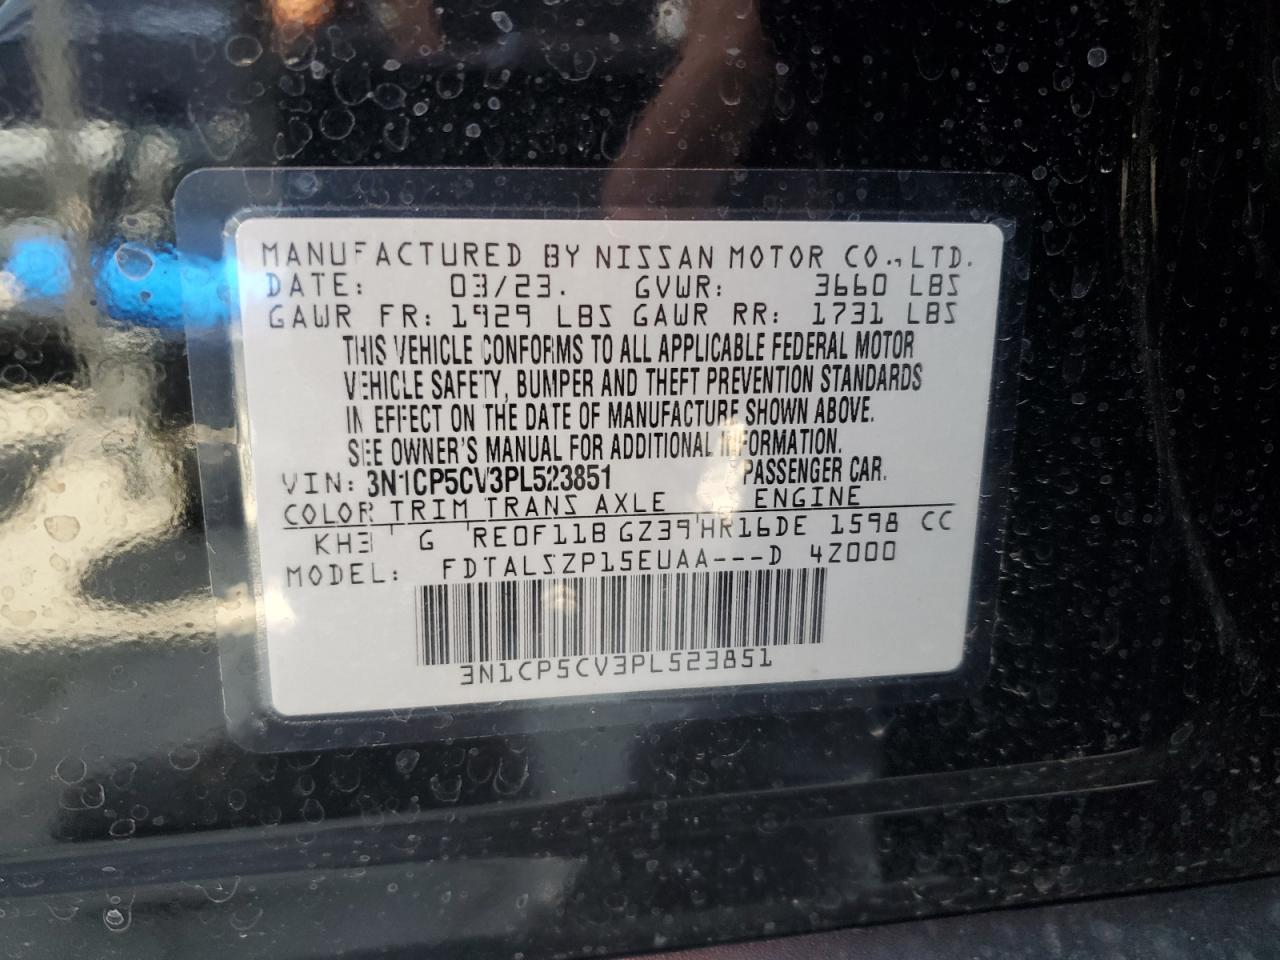 MANUFACTURED BY NISSAN MOTOR CO., LTD.
DATE: 03/23. GVWR: 3660 LBS
GAWR FR: 1929 LBS GAWR RR: 1731 LBS
THIS VEHICLE CONFORMS TO ALL APPLICABLE FEDERAL MOTOR
VEHICLE SAFETY, BUMPER AND THEFT PREVENTION STANDARDS
IN EFFECT ON THE DATE OF MANUFACTURE SHOWN ABOVE.
SEE OWNER'S MANUAL FOR ADDITIONAL INFORMATION.
VIN: 3N1CP5CV3PL523851 PASSENGER CAR.
COLOR TRIM TRANS AXLE ENGINE
KH3 G RE0F11B GZ39 HR16DE 1598 CC
MODEL: FDTALSZP15EUAA---D 4Z000
3N1CP5CV3PL523851